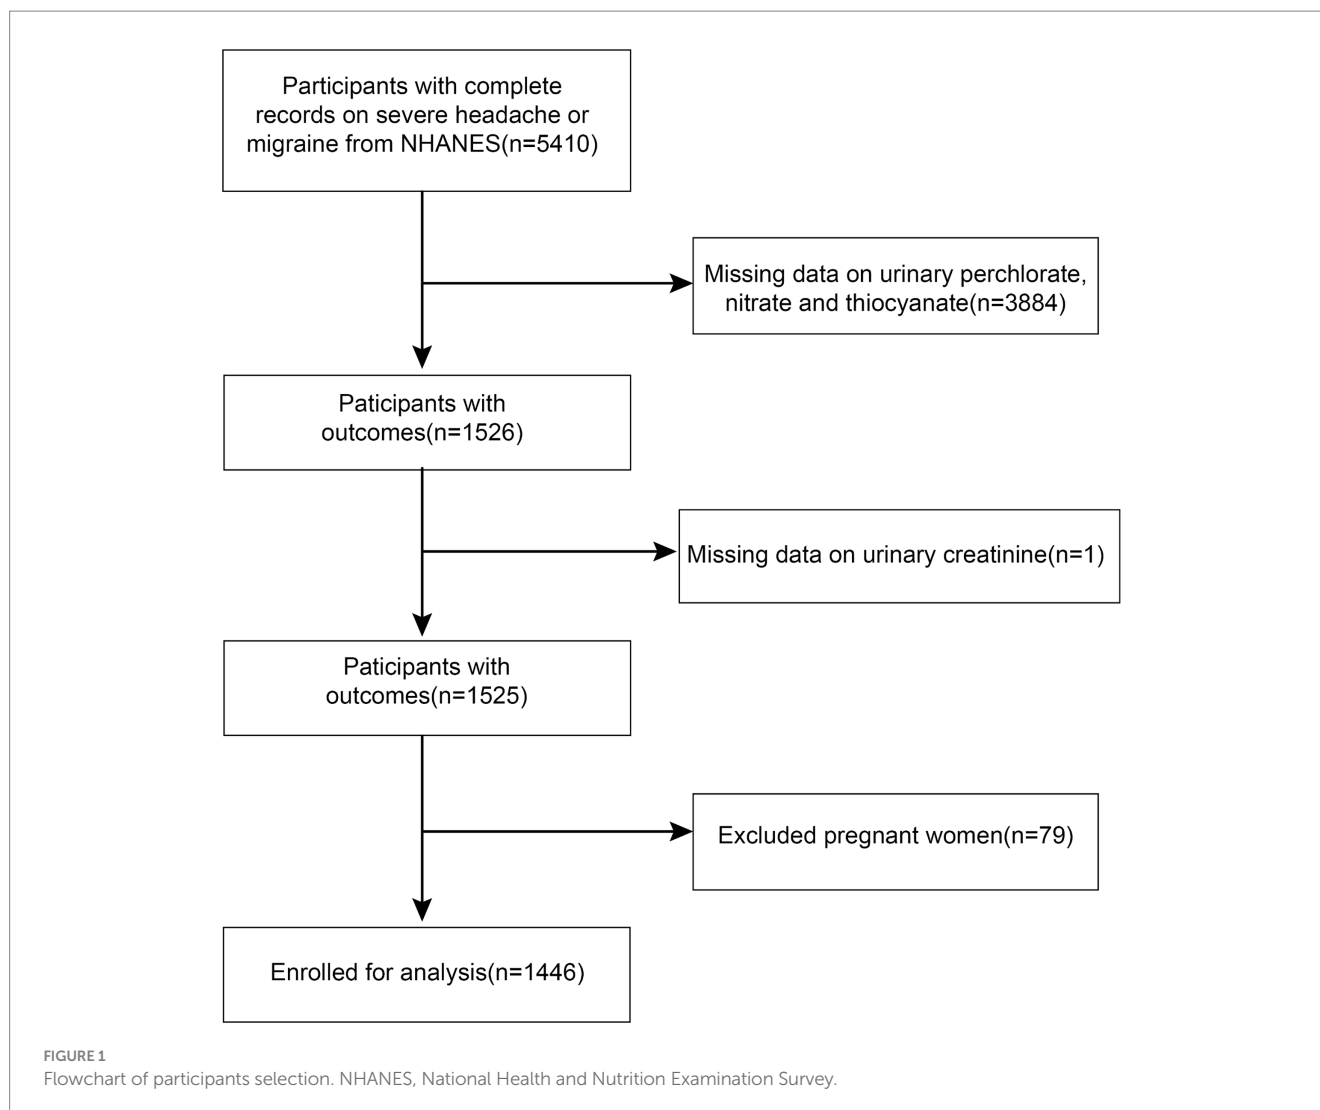 Participants with complete
records on severe headache or
migraine from NHANES(n=5410)
Missing data on urinary perchlorate,
nitrate and thiocyanate(n=3884)
Paticipants with
outcomes(n=1526)
Missing data on urinary creatinine(n=1)
Paticipants with
outcomes(n=1525)
Excluded pregnant women(n=79)
Enrolled for analysis(n=1446)
FIGURE 1
Flowchart of participants selection. NHANES, National Health and Nutrition Examination Survey.